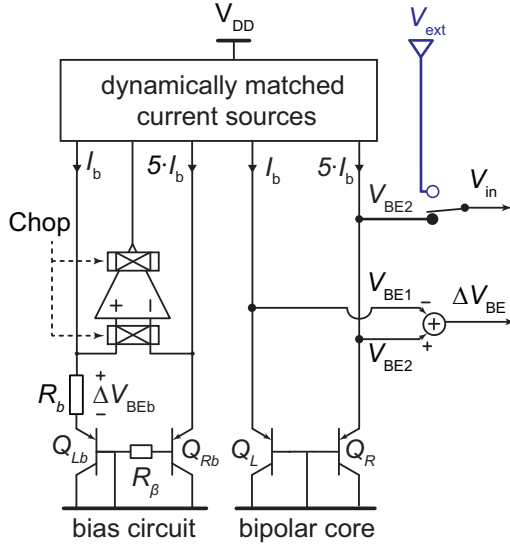 V_DD
V_ext
dynamically matched
current sources
I_b
5·I_b
I_b
5·I_b
V_BE2
V_in
Chop
+ −
V_BE1
−
ΔV_BE
+
+
V_BE2
R_b
+
ΔV_BEb
−
Q_Lb
R_β
Q_Rb
Q_L
Q_R
bias circuit
bipolar core